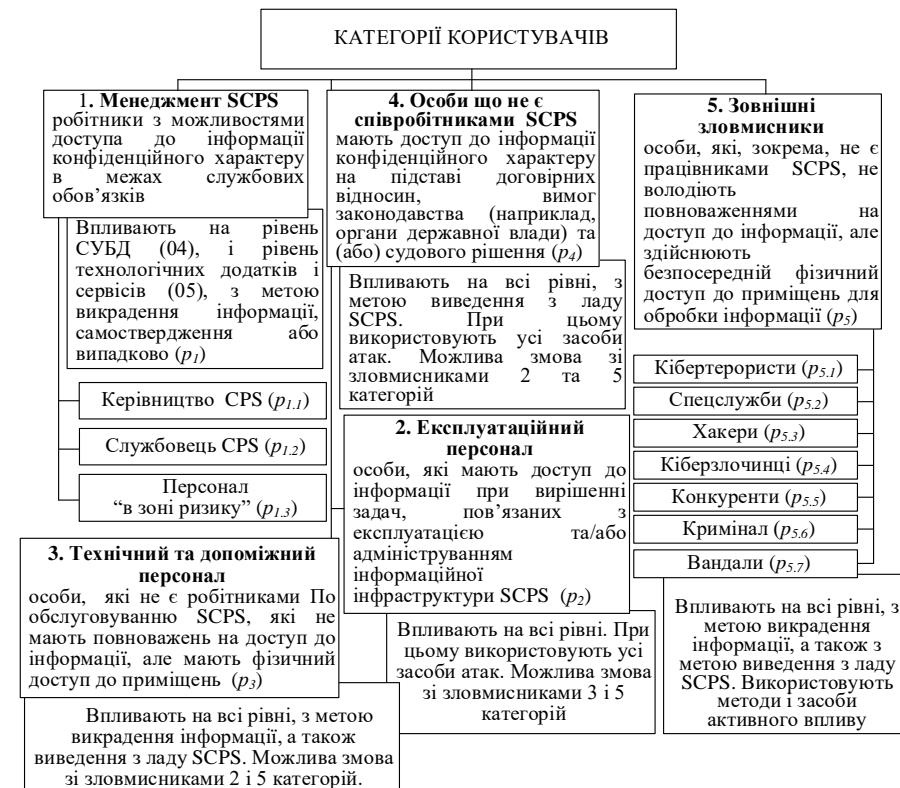 КАТЕГОРІЇ КОРИСТУВАЧІВ
1. Менеджмент SCPS
робітники з можливостями
доступа до інформації
конфіденційного характеру
в межах службових
обов’язків
Впливають на рівень
СУБД (04), і рівень
технологічних додатків і
сервісів (05), з метою
викрадення інформації,
самоствердження або
випадково (p1)
Керівництво CPS (p1.1)
Службовець CPS (p1.2)
Персонал
“в зоні ризику” (p1.3)
4. Особи що не є
співробітниками SCPS
мають доступ до інформації
конфіденційного характеру
на підставі договірних
відносин, вимог
законодавства (наприклад,
органи державної влади) та
(або) судового рішення (p4)
Впливають на всі рівні, з
метою виведення з ладу
SCPS. При цьому
використовують усі засоби
атак. Можлива змова зі
зловмисниками 2 та 5
категорій
5. Зовнішні
зловмисники
особи, які, зокрема, не є
працівниками SCPS, не
володіють
повноваженнями на
доступ до інформації, але
здійснюють
безпосередній фізичний
доступ до приміщень для
обробки інформації (p5)
Кібертерористи (p5.1)
Спецслужби (p5.2)
Хакери (p5.3)
Кіберзлочинці (p5.4)
Конкуренти (p5.5)
Кримінал (p5.6)
Вандали (p5.7)
Впливають на всі рівні, з
метою викрадення
інформації, а також з
метою виведення з ладу
SCPS. Використовують
методи і засоби
активного впливу
2. Експлуатаційний
персонал
особи, які мають доступ до
інформації при вирішенні
задач, пов’язаних з
експлуатацією та/або
адмініструванням
інформаційної
інфраструктури SCPS (p2)
Впливають на всі рівні. При
цьому використовують усі
засоби атак. Можлива змова
зі зловмисниками 3 і 5
категорій
3. Технічний та допоміжний
персонал
особи, які не є робітниками По
обслуговуванню SCPS, які не
мають повноважень на доступ до
інформації, але мають фізичний
доступ до приміщень (p3)
Впливають на всі рівні, з метою
викрадення інформації, а також
виведення з ладу SCPS. Можлива змова
зі зловмисниками 2 і 5 категорій.